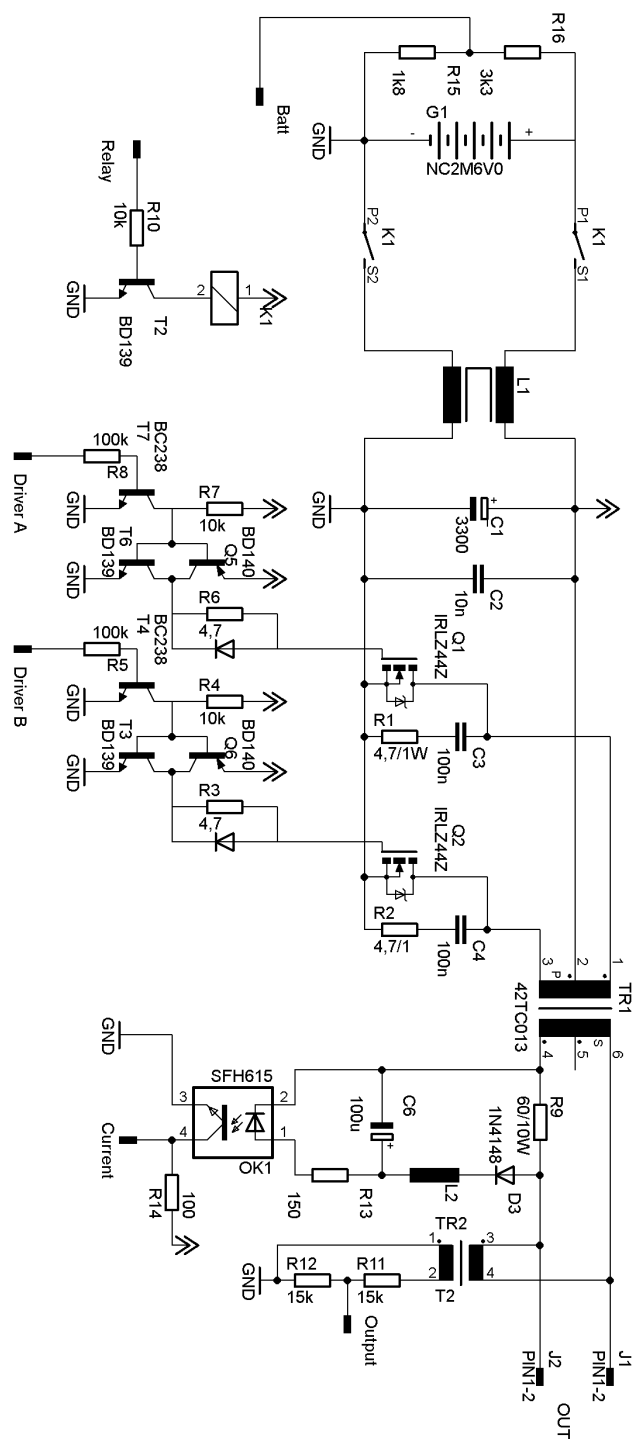 R16
3k3
R15
1k8
Batt
G1
-
+
NC2M6V0
GND
Relay
R10
10k
P2
K1
S2
P1
K1
S1
2
1
K1
GND
T2
BD139
L1
100k
T7
BC238
R8
Driver A
R7
10k
GND
GND
+
C1
3300
T6
BD139
Q5
BD140
GND
C2
10n
R6
4,7
Q1
IRLZ44Z
100k
T4
BC238
R5
Driver B
R4
10k
GND
R1
4,7/1W
C3
100n
T3
BD139
Q6
BD140
GND
R3
4,7
Q2
IRLZ44Z
R2
4,7/1
C4
100n
3
2
1
P
TR1
42TC013
S
4
5
6
GND
SFH615
3
2
4
1
OK1
Current
C6
100u
+
R9
60/10W
1N4148
D3
R14
100
150
R13
L2
TR2
1
3
2
4
T2
GND
R12
15k
R11
15k
Output
J2
PIN1-2
J1
PIN1-2
OUT